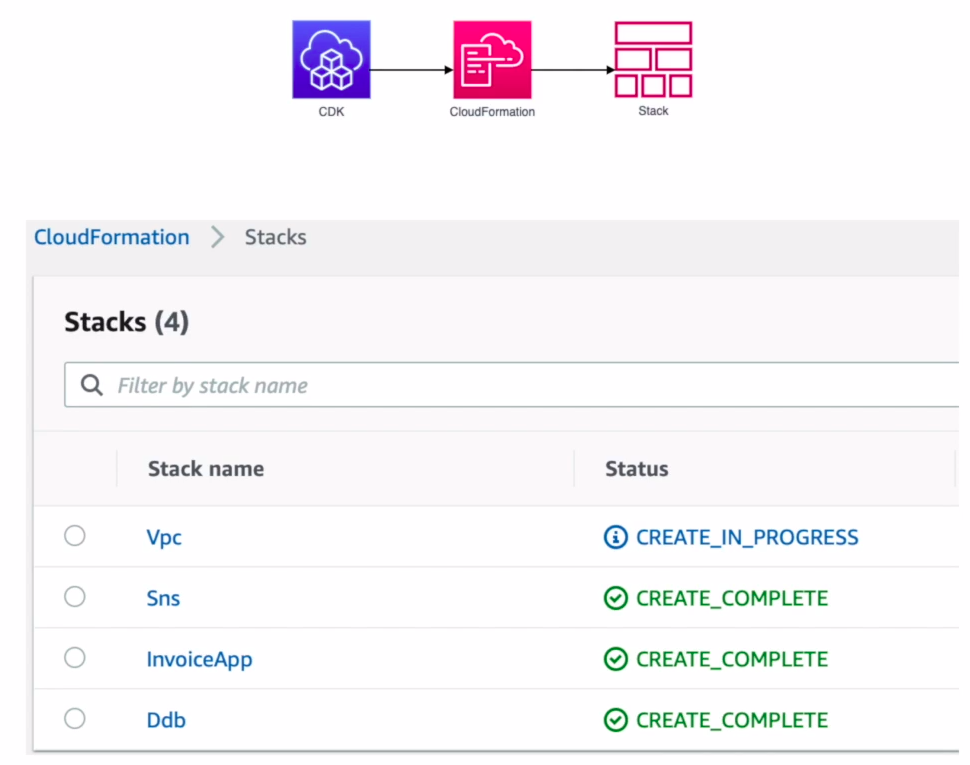 CDK
CloudFormation
Stack
CloudFormation > Stacks
Stacks (4)
Filter by stack name
Stack name Status
Vpc CREATE_IN_PROGRESS
Sns CREATE_COMPLETE
InvoiceApp CREATE_COMPLETE
Ddb CREATE_COMPLETE